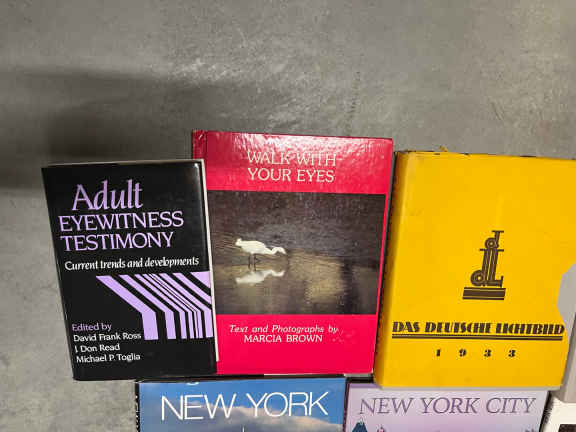 Adult
EYEWITNESS
TESTIMONY
Current trends and developments
Edited by
David Frank Ross
J. Don Read
Michael P. Toglia
WALK WITH
YOUR EYES
Text and Photographs by
MARCIA BROWN
ddL
DAS DEUTSCHE LICHTBILD
1933
NEW YORK
NEW YORK CITY